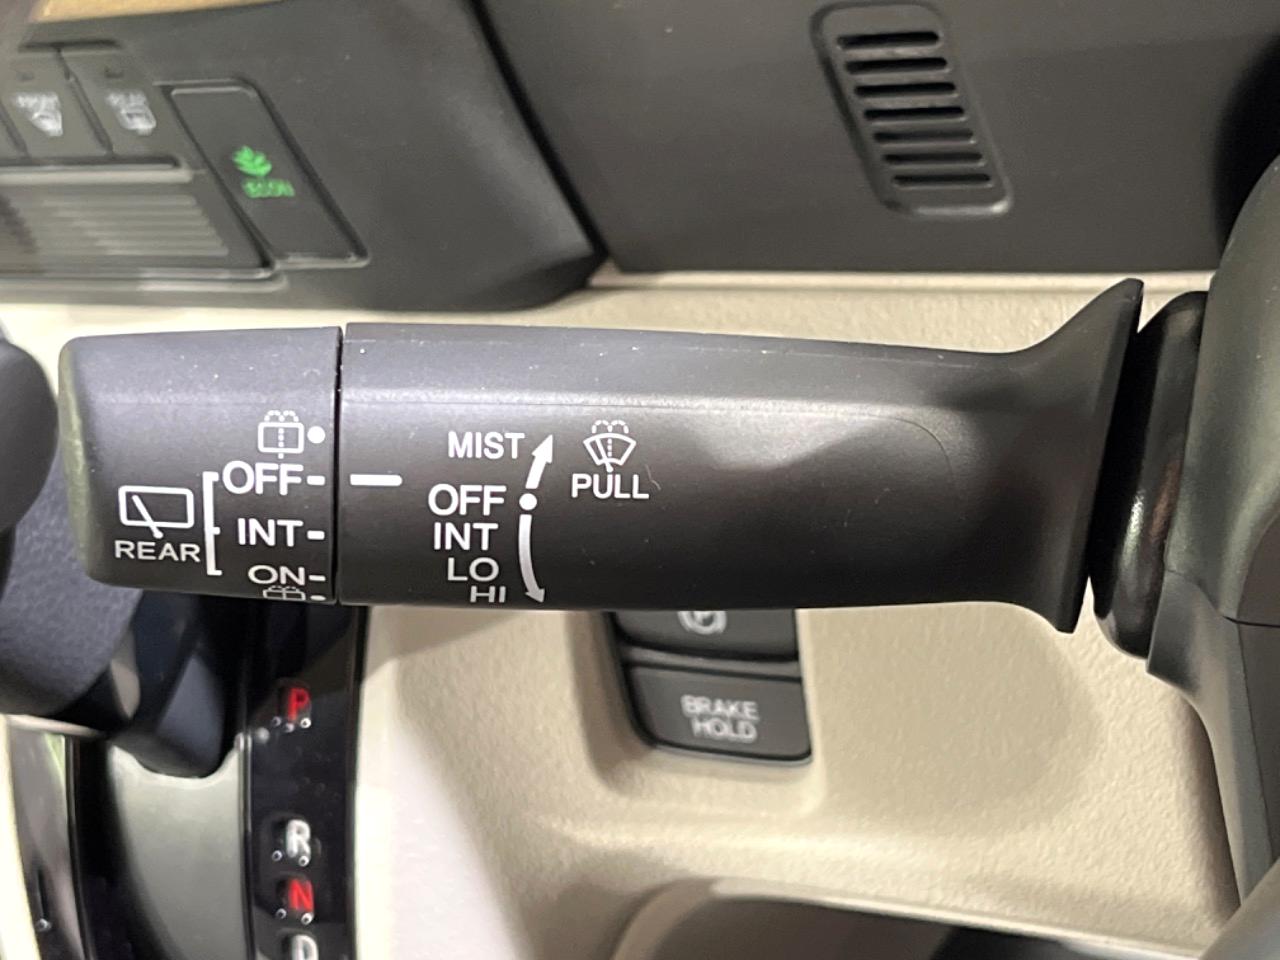 ECON
MIST
OFF
INT
LO
HI
PULL
OFF
INT
ON
REAR
BRAKE
HOLD
P
R
N
D